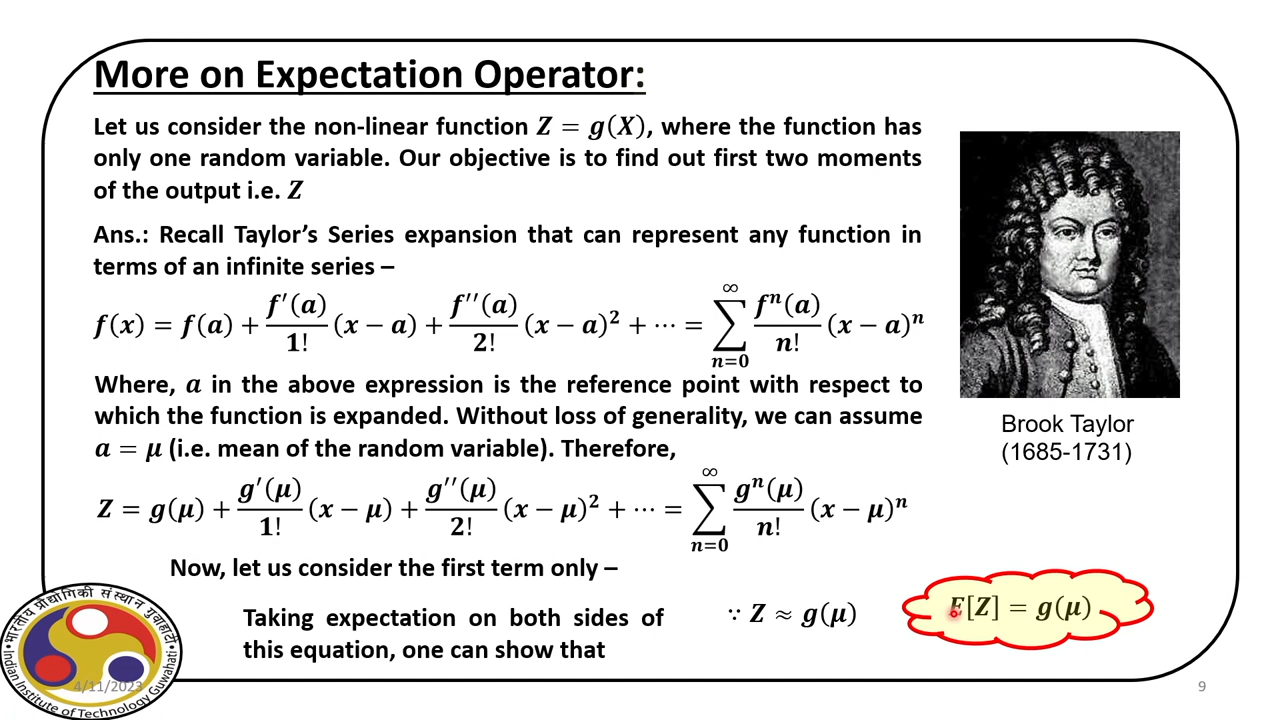 More on Expectation Operator:
Let us consider the non-linear function Z = g(X), where the function has
only one random variable. Our objective is to find out first two moments
of the output i.e. Z
Ans.: Recall Taylor's Series expansion that can represent any function in
terms of an infinite series –
f(x) = f(a) + f′(a)/1! (x − a) + f′′(a)/2! (x − a)² + ⋯ = ∑_{n=0}^{∞} fⁿ(a)/n! (x − a)ⁿ
Where, a in the above expression is the reference point with respect to
which the function is expanded. Without loss of generality, we can assume
a = μ (i.e. mean of the random variable). Therefore,
Z = g(μ) + g′(μ)/1! (x − μ) + g′′(μ)/2! (x − μ)² + ⋯ = ∑_{n=0}^{∞} gⁿ(μ)/n! (x − μ)ⁿ
Now, let us consider the first term only –
Taking expectation on both sides of
this equation, one can show that
∵ Z ≈ g(μ)
E[Z] = g(μ)
Brook Taylor
(1685-1731)
भारतीय प्रौद्योगिकी संस्थान गुवाहाटी
Indian Institute of Technology Guwahati
4/11/2023
9